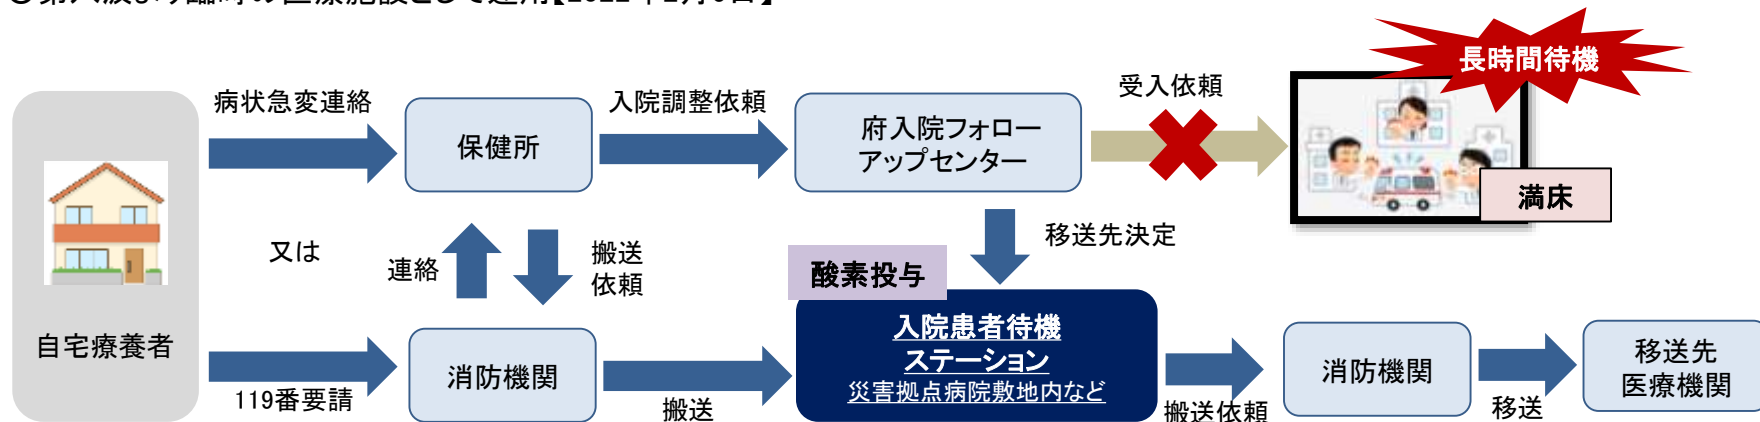 長時間待機
病状急変連絡
入院調整依頼
受入依頼
保健所
府入院フォロー
アップセンター
満床
又は
連絡
搬送
依頼
移送先決定
酸素投与
自宅療養者
入院患者待機
ステーション
災害拠点病院敷地内など
消防機関
消防機関
移送先
医療機関
119番要請
搬送
搬送依頼
移送